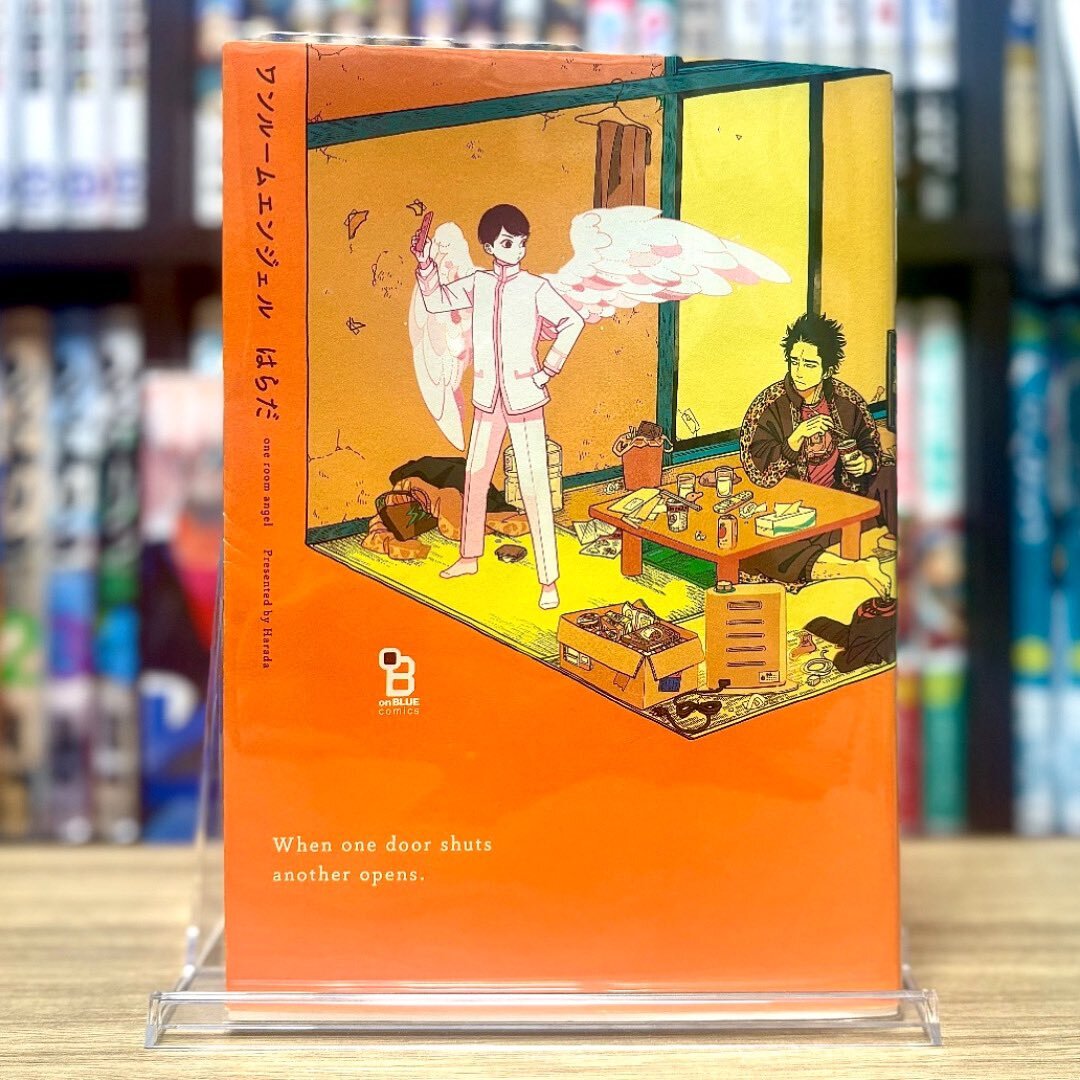 ワンルームエンジェル はらだ
one room angel Presented by Harada
onBLUE
comics
When one door shuts
another opens.